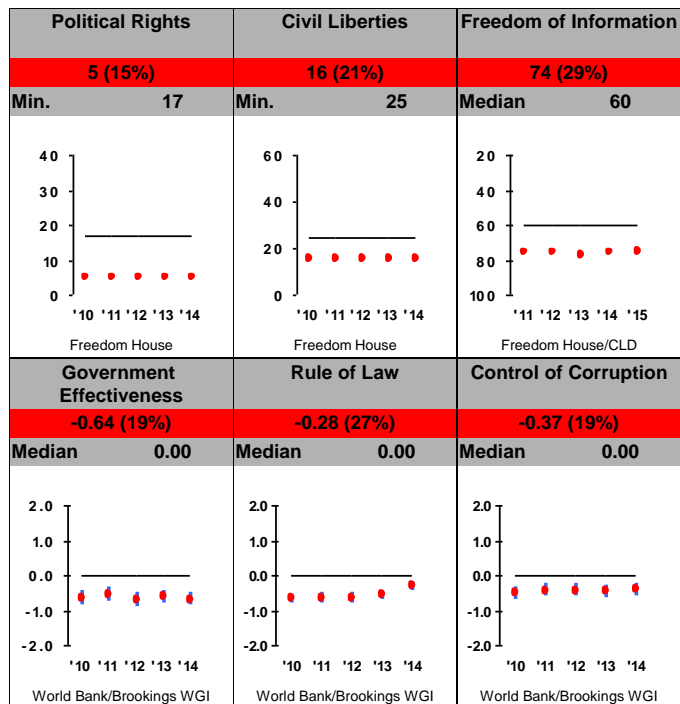 Political Rights
5 (15%)
Min. 17
40
30
20
10
0
'10 '11 '12 '13 '14
Freedom House
Civil Liberties
16 (21%)
Min. 25
60
40
20
0
'10 '11 '12 '13 '14
Freedom House
Freedom of Information
74 (29%)
Median 60
20
40
60
80
100
'11 '12 '13 '14 '15
Freedom House/CLD
Government
Effectiveness
-0.64 (19%)
Median 0.00
2.0
1.0
0.0
-1.0
-2.0
'10 '11 '12 '13 '14
World Bank/Brookings WGI
Rule of Law
-0.28 (27%)
Median 0.00
2.0
1.0
0.0
-1.0
-2.0
'10 '11 '12 '13 '14
World Bank/Brookings WGI
Control of Corruption
-0.37 (19%)
Median 0.00
2.0
1.0
0.0
-1.0
-2.0
'10 '11 '12 '13 '14
World Bank/Brookings WGI